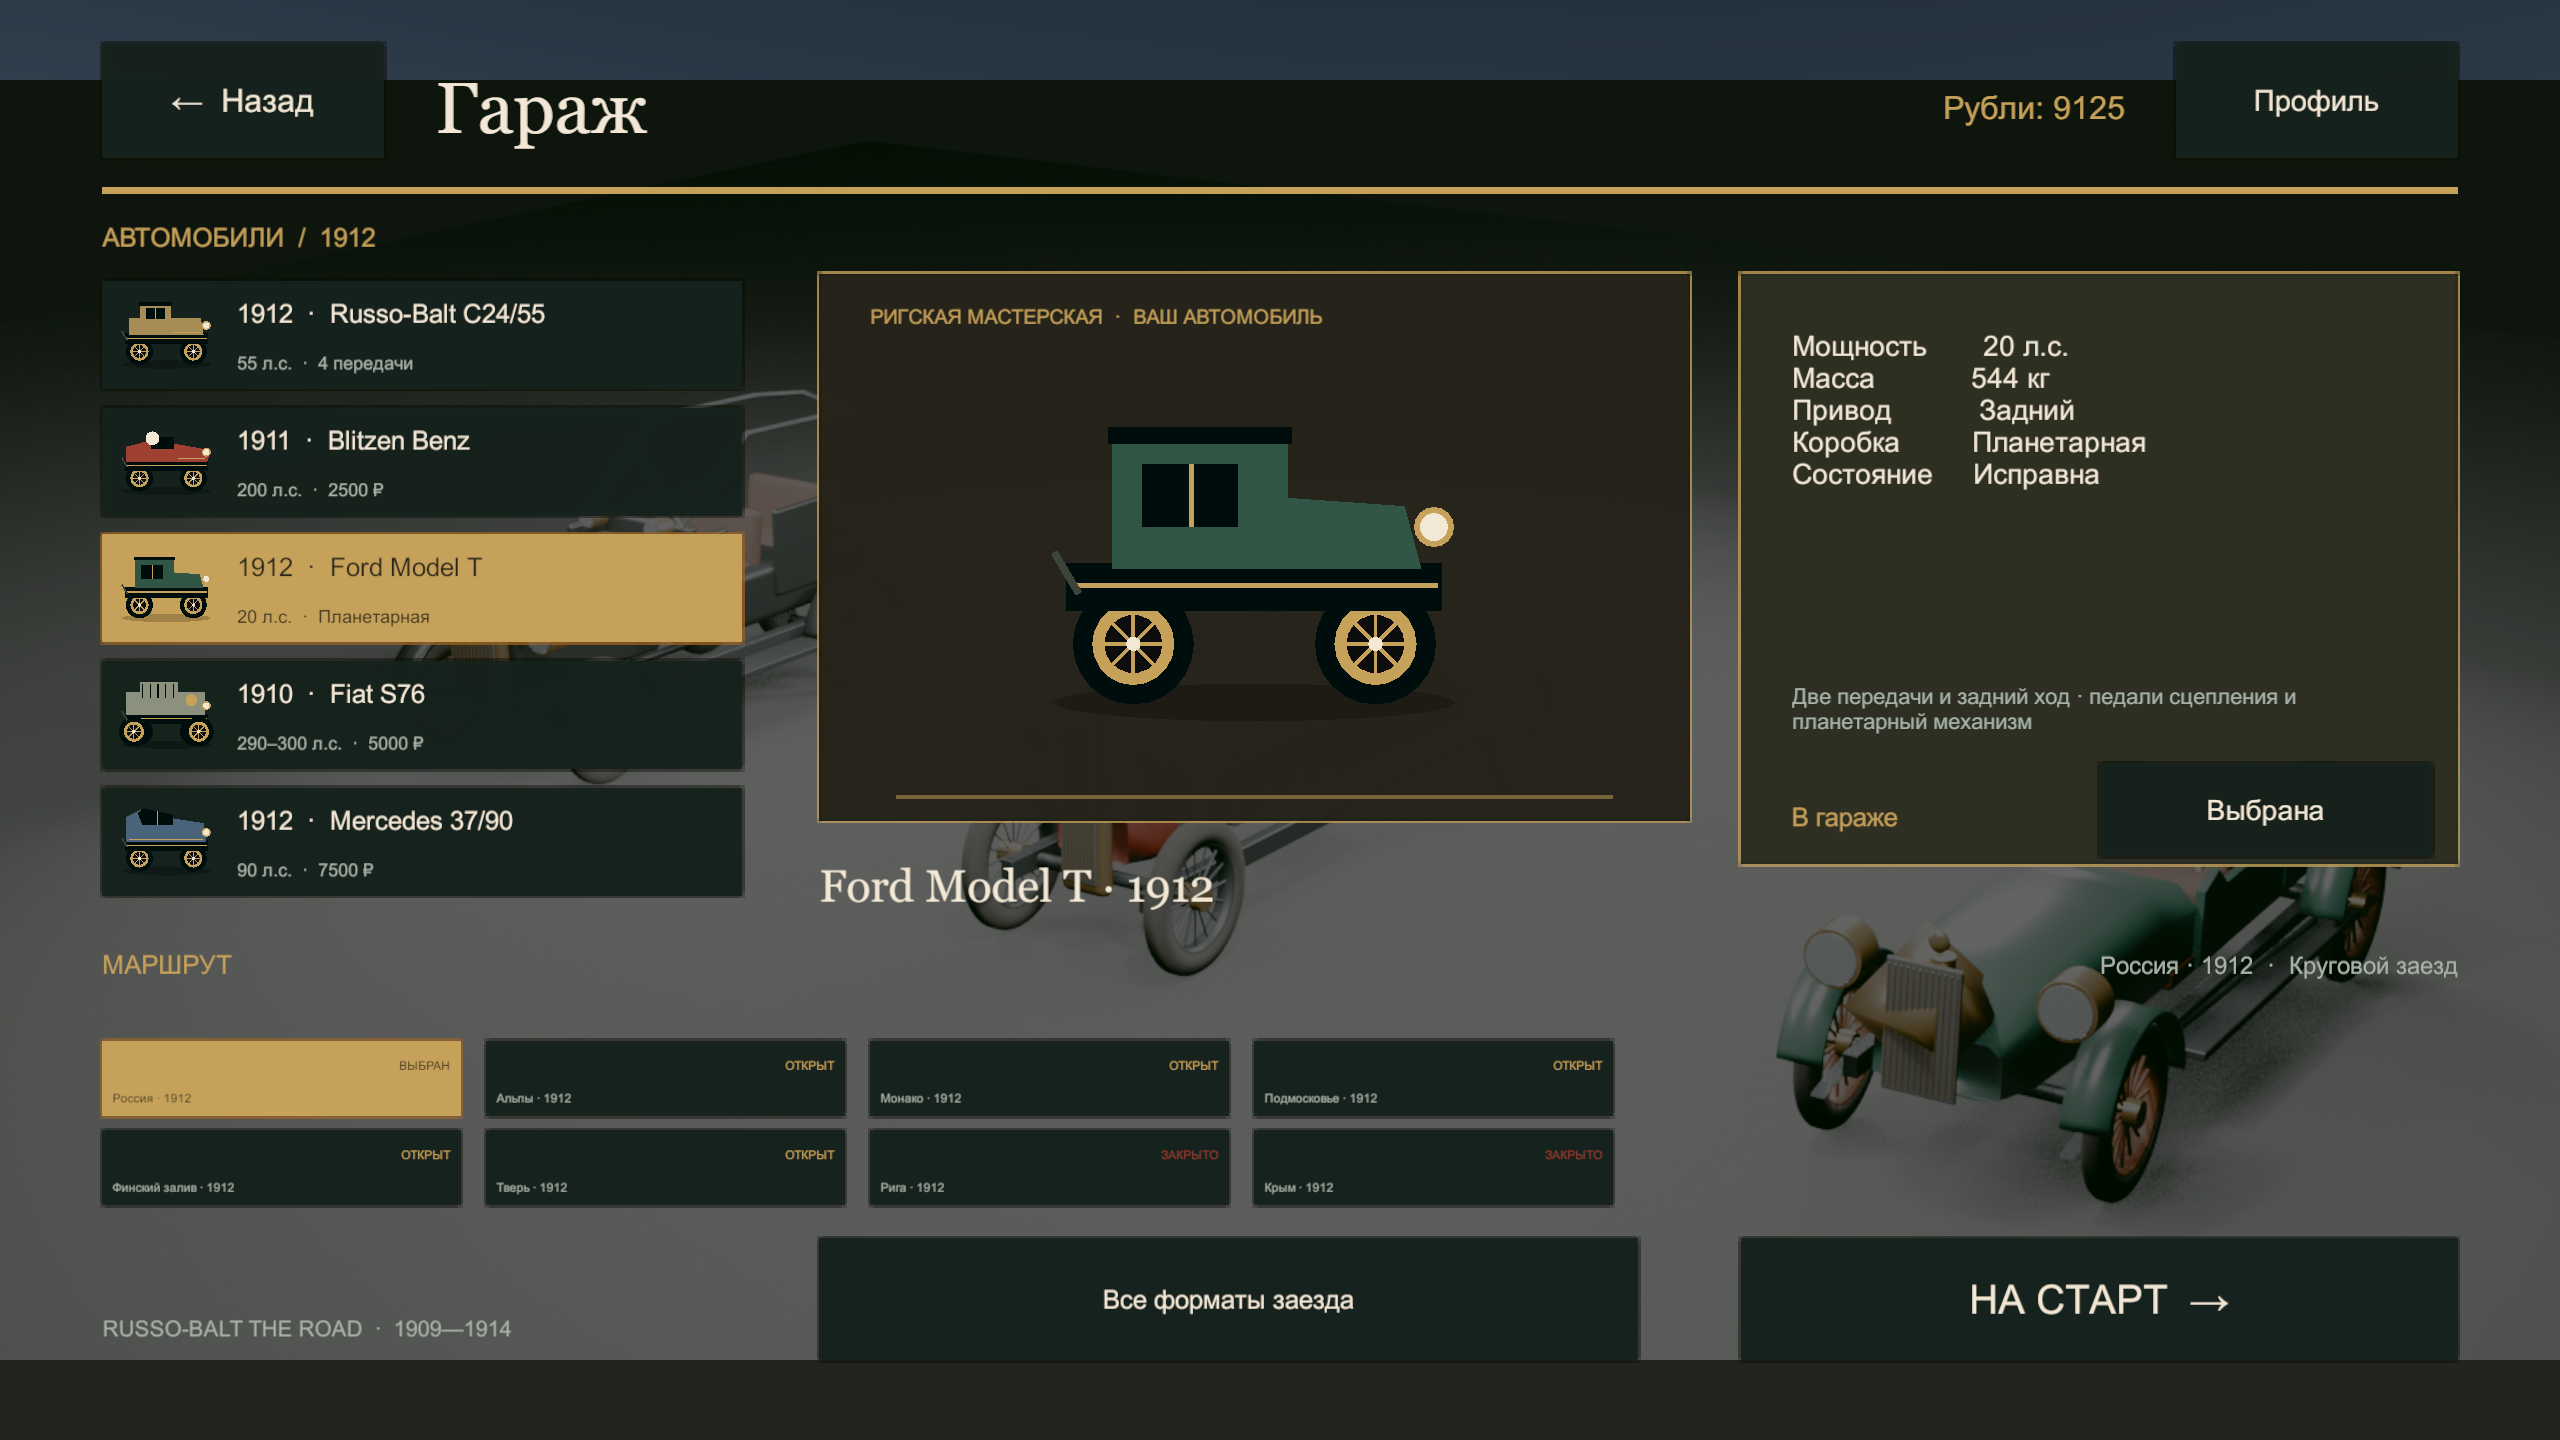 ← Назад
Гараж
Рубли: 9125
Профиль
АВТОМОБИЛИ / 1912
1912 · Russo-Balt C24/55
55 л.с. · 4 передачи
1911 · Blitzen Benz
200 л.с. · 2500 ₽
1912 · Ford Model T
20 л.с. · Планетарная
1910 · Fiat S76
290–300 л.с. · 5000 ₽
1912 · Mercedes 37/90
90 л.с. · 7500 ₽
РИГСКАЯ МАСТЕРСКАЯ · ВАШ АВТОМОБИЛЬ
Ford Model T · 1912
Мощность 20 л.с.
Масса 544 кг
Привод Задний
Коробка Планетарная
Состояние Исправна
Две передачи и задний ход · педали сцепления и
планетарный механизм
В гараже
Выбрана
МАРШРУТ
Россия · 1912 · Круговой заезд
ВЫБРАН
Россия · 1912
ОТКРЫТ
Альпы · 1912
ОТКРЫТ
Монако · 1912
ОТКРЫТ
Подмосковье · 1912
ОТКРЫТ
Финский залив · 1912
ОТКРЫТ
Тверь · 1912
ЗАКРЫТО
Рига · 1912
ЗАКРЫТО
Крым · 1912
Все форматы заезда
НА СТАРТ →
RUSSO-BALT THE ROAD · 1909—1914